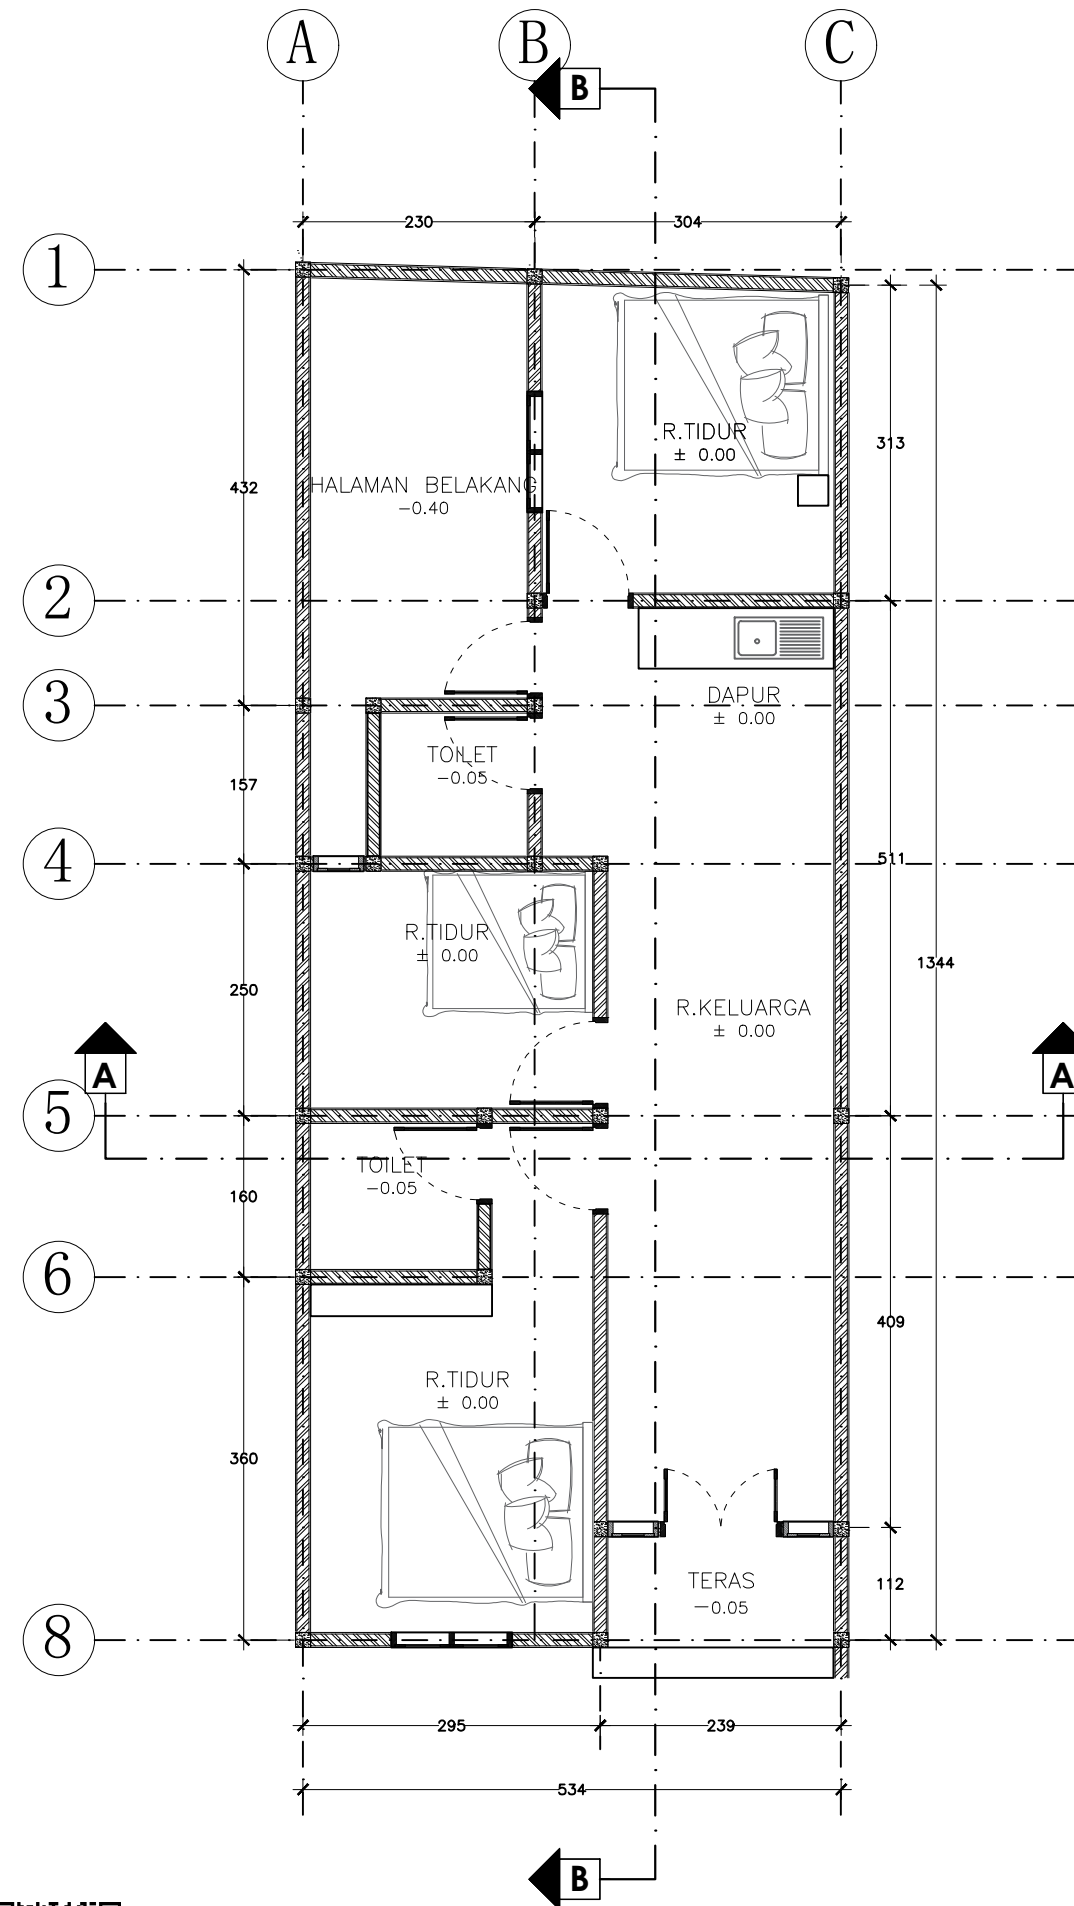 A B C
B
230 304
1
R.TIDUR
± 0.00
313
HALAMAN BELAKANG
-0.40
432
2
3
DAPUR
± 0.00
TOILET
-0.05
157
4
511
R.TIDUR
± 0.00
1344
250
R.KELUARGA
± 0.00
A A
5
TOILET
-0.05
160
6
409
R.TIDUR
± 0.00
360
TERAS
-0.05
112
8
295 239
534
B